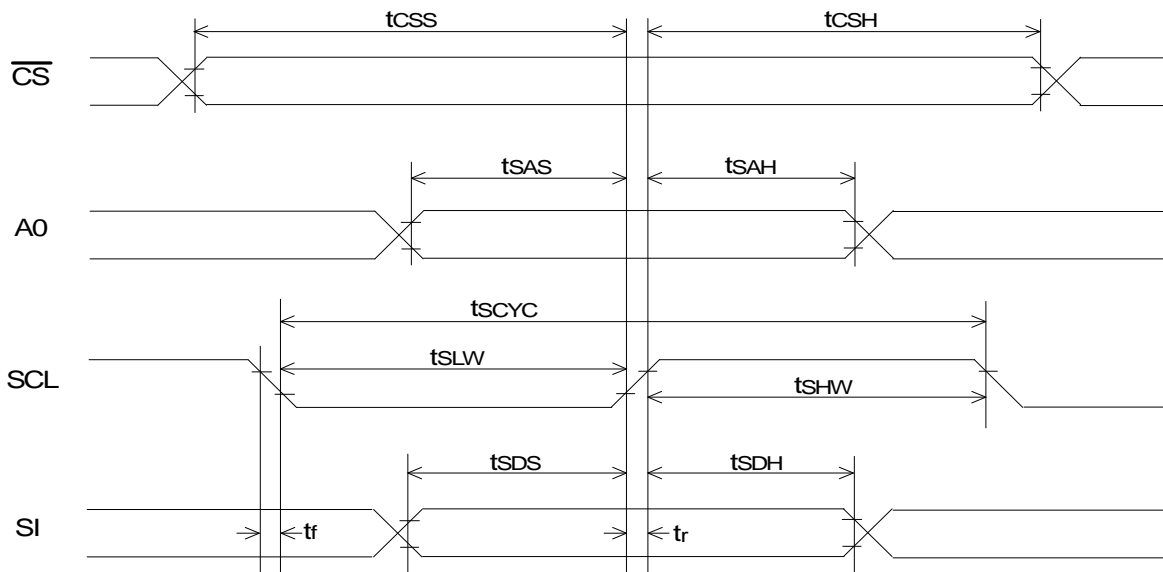 tCSS tCSH
CS
tSAS tSAH
A0
tSCYC
tSLW
SCL
tSHW
tSDS tSDH
SI
tf tr